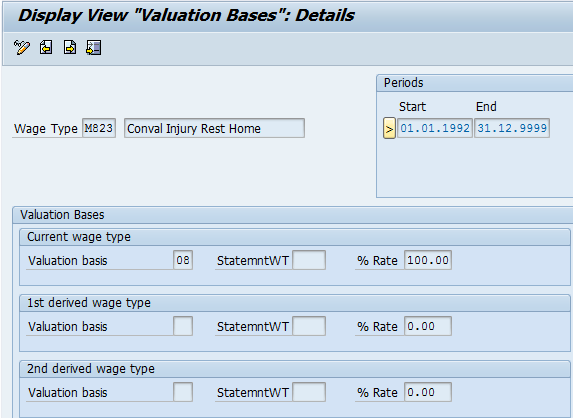 Display View "Valuation Bases": Details
Periods
Start End
Wage Type M823 Conval Injury Rest Home > 01.01.1992 31.12.9999
Valuation Bases
Current wage type
Valuation basis 08 StatemntWT % Rate 100.00
1st derived wage type
Valuation basis StatemntWT % Rate 0.00
2nd derived wage type
Valuation basis StatemntWT % Rate 0.00